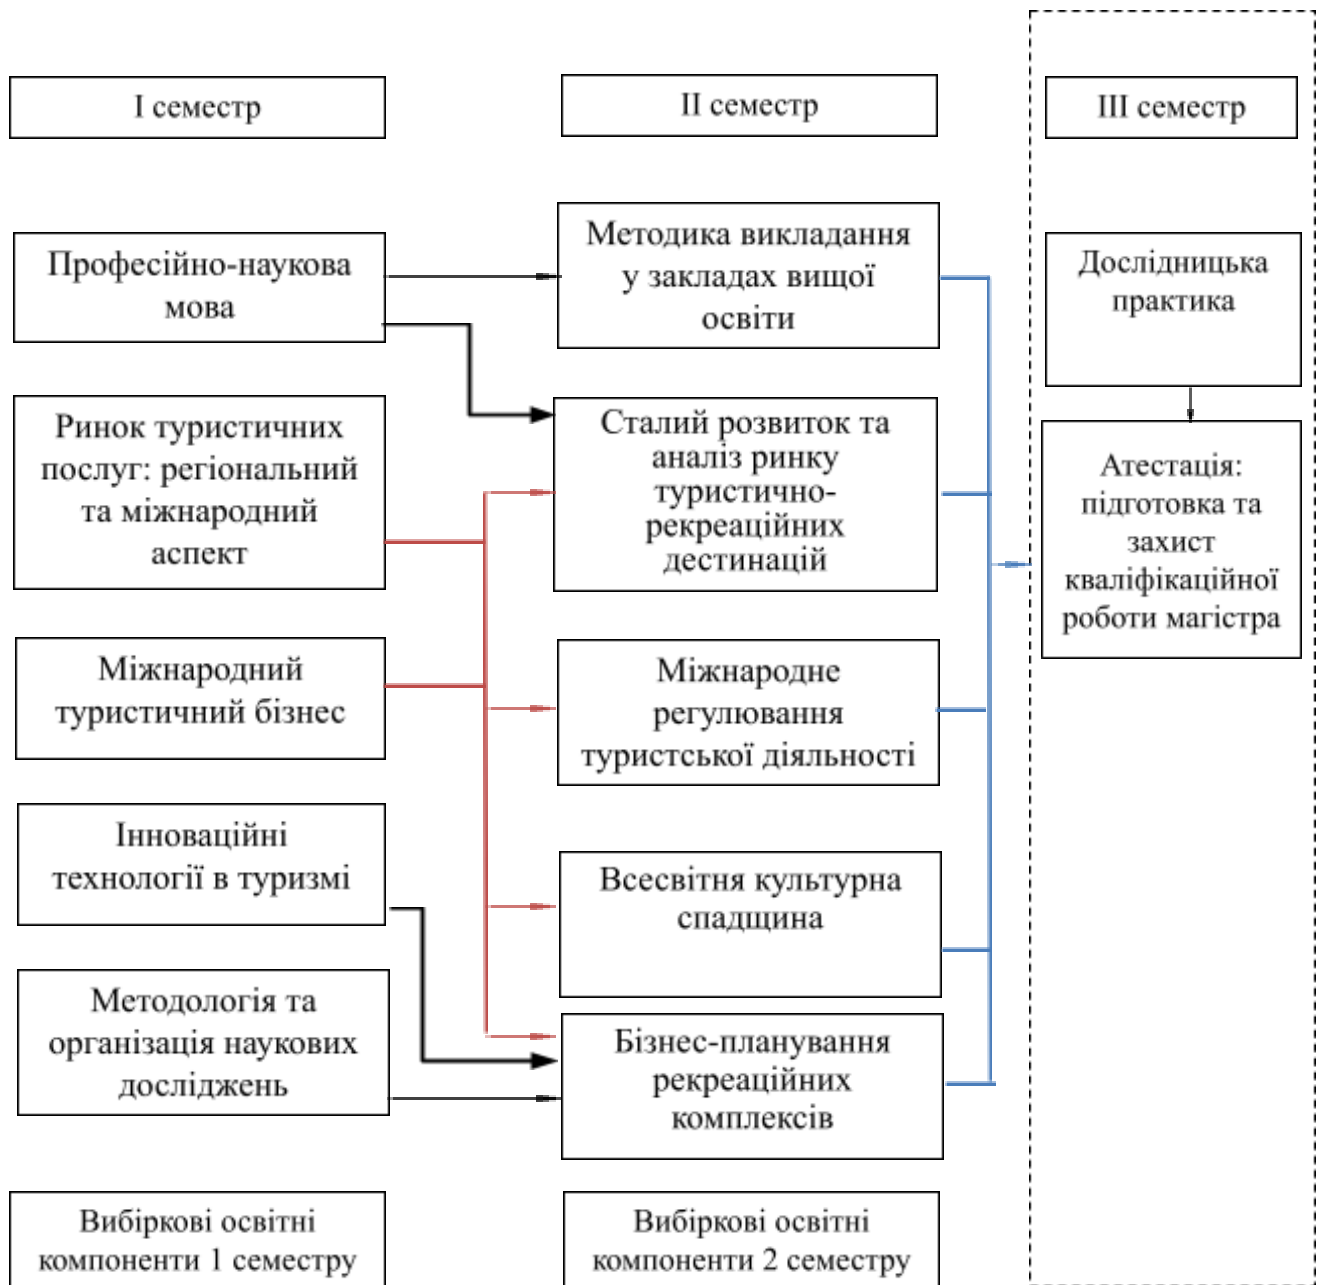 І семестр
ІІ семестр
ІІІ семестр
Професійно-наукова
мова
Ринок туристичних
послуг: регіональний
та міжнародний
аспект
Міжнародний
туристичний бізнес
Інноваційні
технології в туризмі
Методологія та
організація наукових
досліджень
Вибіркові освітні
компоненти 1 семестру
Методика викладання
у закладах вищої
освіти
Сталий розвиток та
аналіз ринку
туристично-
рекреаційних
дестинацій
Міжнародне
регулювання
туристської діяльності
Всесвітня культурна
спадщина
Бізнес-планування
рекреаційних
комплексів
Вибіркові освітні
компоненти 2 семестру
Дослідницька
практика
Атестація:
підготовка та
захист
кваліфікаційної
роботи магістра